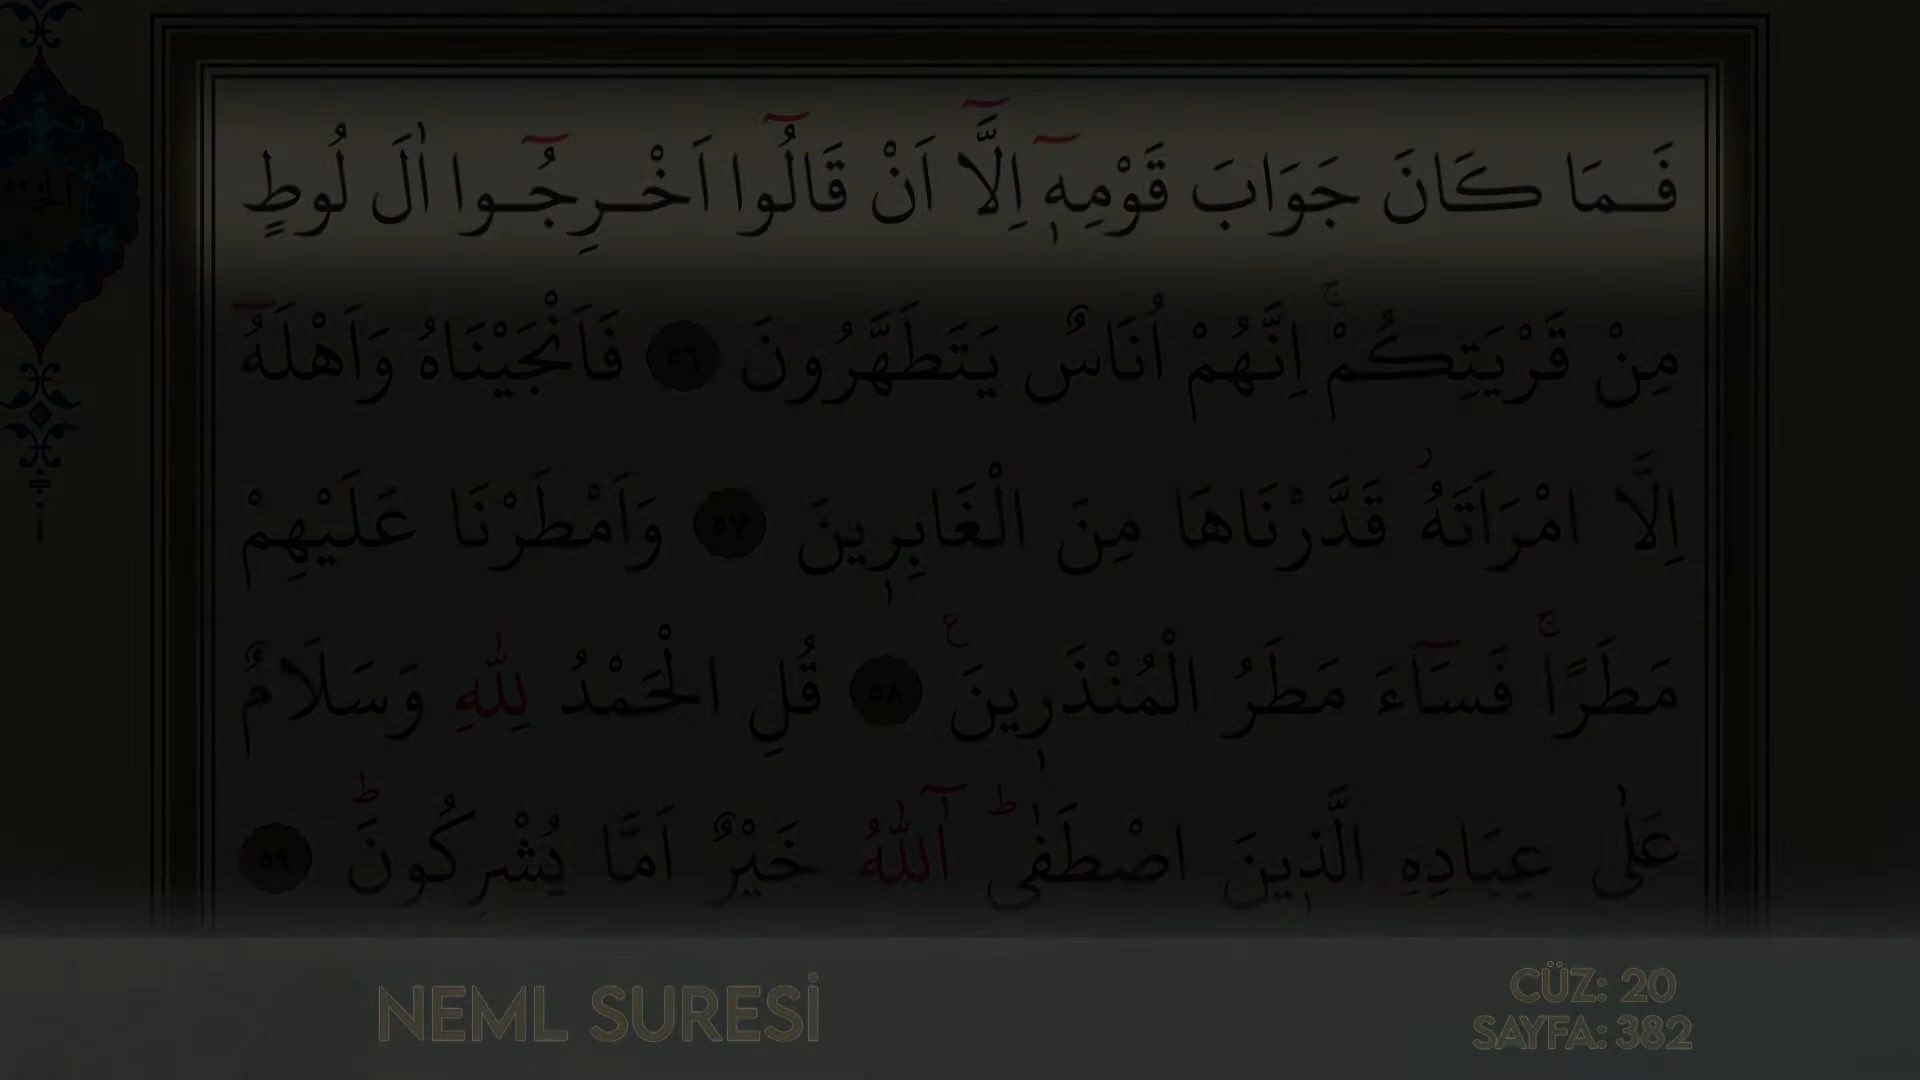 فَمَا كَانَ جَوَابَ قَوْمِه۪ٓ اِلَّٓا اَنْ قَالُٓوا اَخْرِجُٓوا اٰلَ لُوطٍ
مِنْ قَرْيَتِكُمْۚ اِنَّهُمْ اُنَاسٌ يَتَطَهَّرُونَ ٥٦ فَاَنْجَيْنَاهُ وَاَهْلَهُٓ
اِلَّا امْرَاَتَهُۘ قَدَّرْنَاهَا مِنَ الْغَابِر۪ينَ ٥٧ وَاَمْطَرْنَا عَلَيْهِمْ
مَطَرًاۚ فَسَٓاءَ مَطَرُ الْمُنْذَر۪ينَ ع ٥٨ قُلِ الْحَمْدُ لِلّٰهِ وَسَلَامٌ
عَلٰى عِبَادِهِ الَّذ۪ينَ اصْطَفٰىؕ آٰللّٰهُ خَيْرٌ اَمَّا يُشْرِكُونَؕ ٥٩
NEML SURESİ
CÜZ: 20
SAYFA: 382